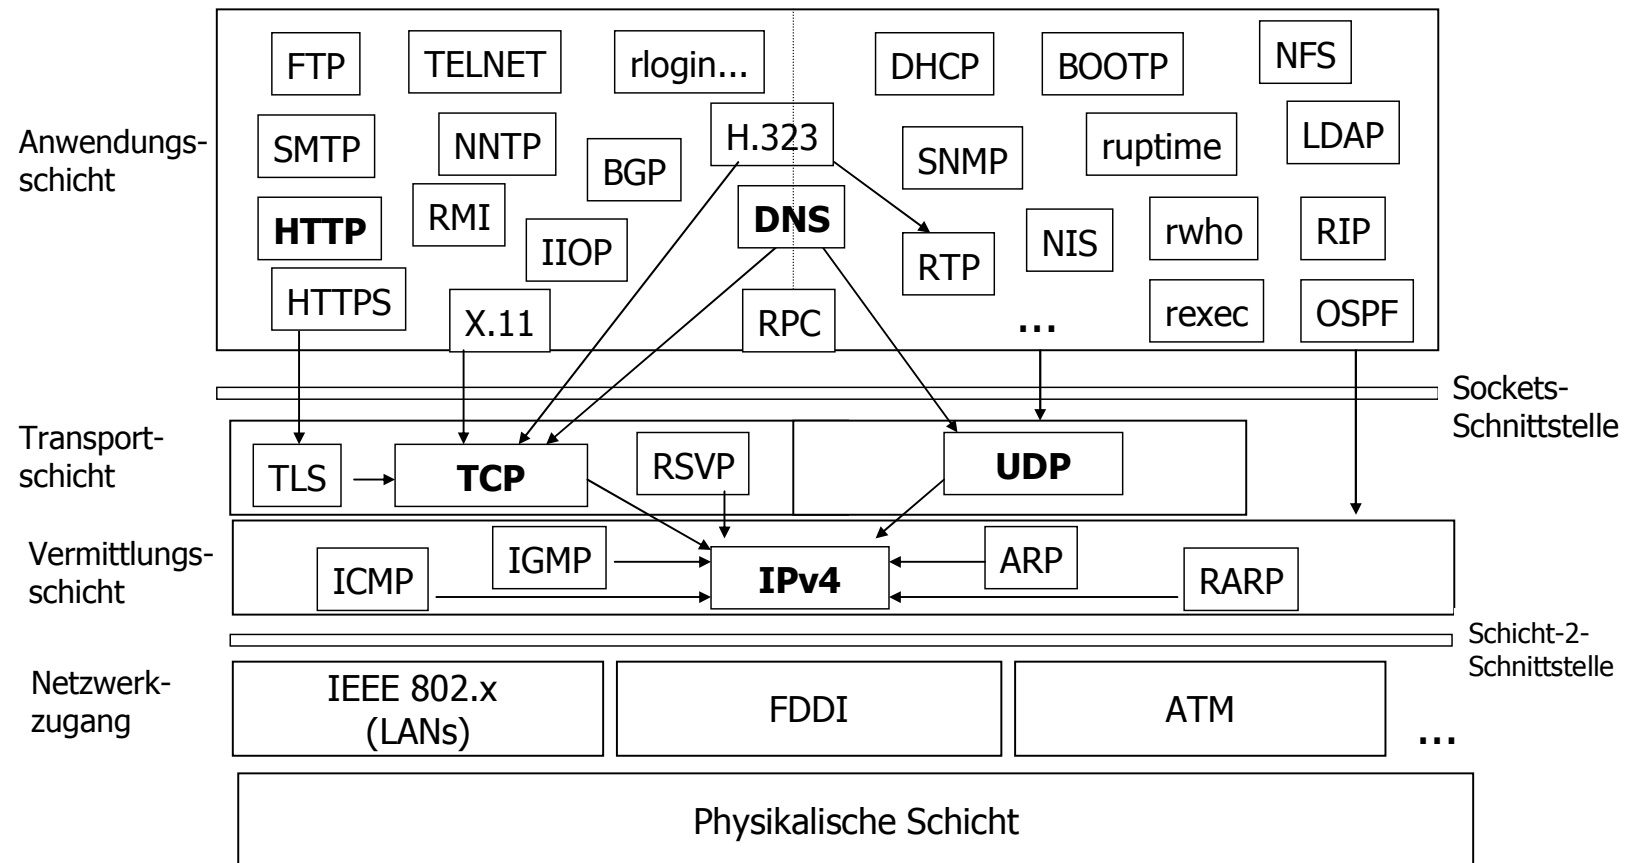 FTP
TELNET
rlogin...
DHCP
BOOTP
NFS
Anwendungs-
schicht
SMTP
NNTP
BGP
H.323
SNMP
ruptime
LDAP
HTTP
RMI
IIOP
DNS
RTP
NIS
rwho
RIP
HTTPS
X.11
RPC
...
rexec
OSPF
Sockets-
Schnittstelle
Transport-
schicht
TLS
TCP
RSVP
UDP
Vermittlungs-
schicht
ICMP
IGMP
IPv4
ARP
RARP
Schicht-2-
Schnittstelle
Netzwerk-
zugang
IEEE 802.x
(LANs)
FDDI
ATM
...
Physikalische Schicht